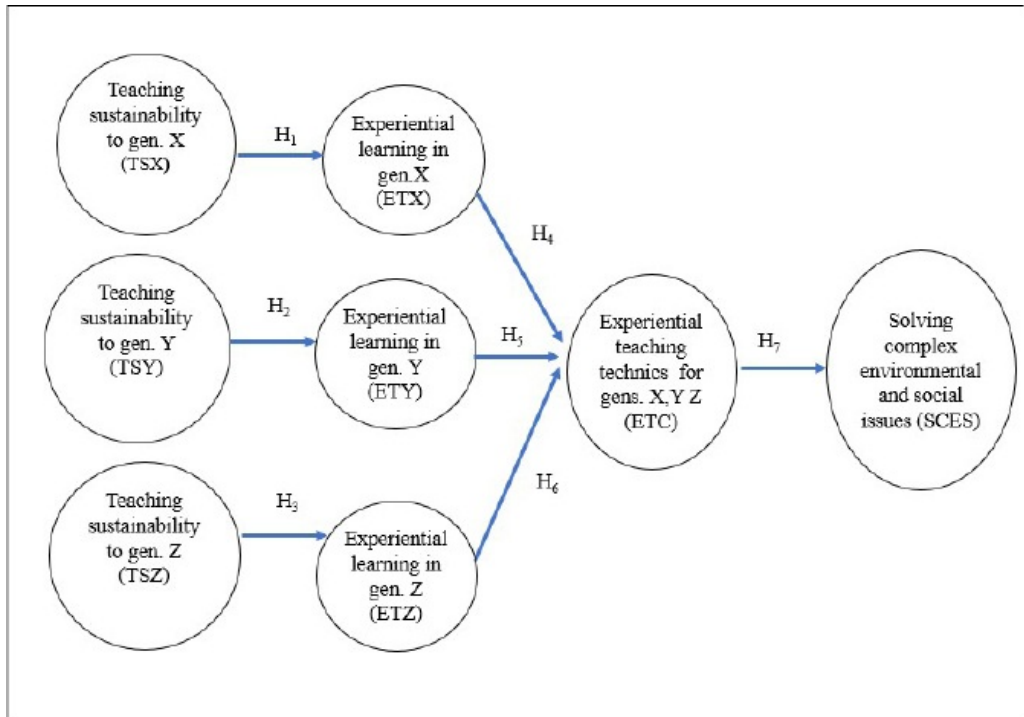 Teaching
sustainability
to gen. X
(TSX)
H₁
Experiential
learning in
gen.X
(ETX)
H₄
Teaching
sustainability
to gen. Y
(TSY)
H₂
Experiential
learning in
gen. Y
(ETY)
H₅
Experiential
teaching
technics for
gens. X,Y Z
(ETC)
H₇
Solving
complex
environmental
and social
issues (SCES)
Teaching
sustainability
to gen. Z
(TSZ)
H₃
Experiential
learning in
gen. Z
(ETZ)
H₆